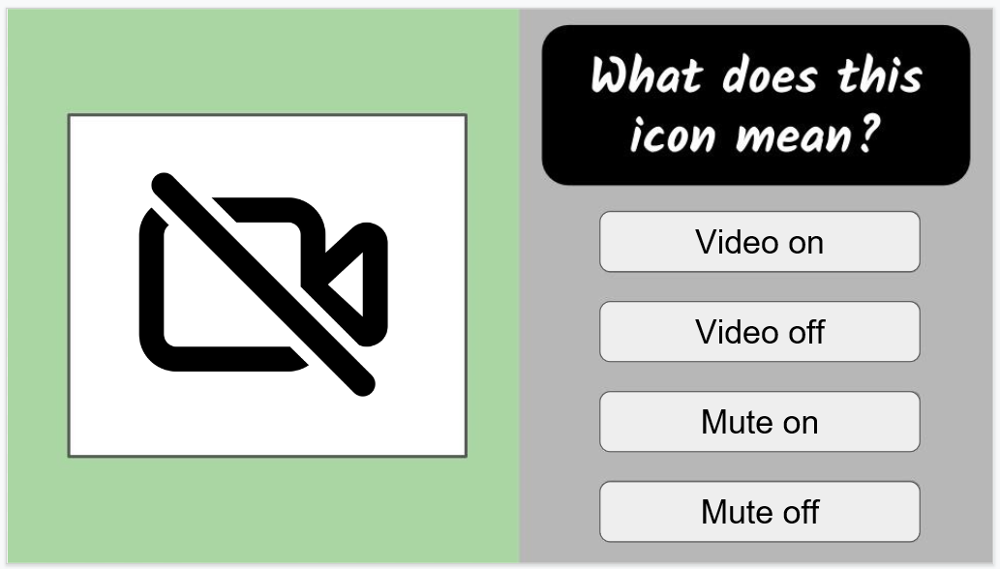 What does this
icon mean?
Video on
Video off
Mute on
Mute off